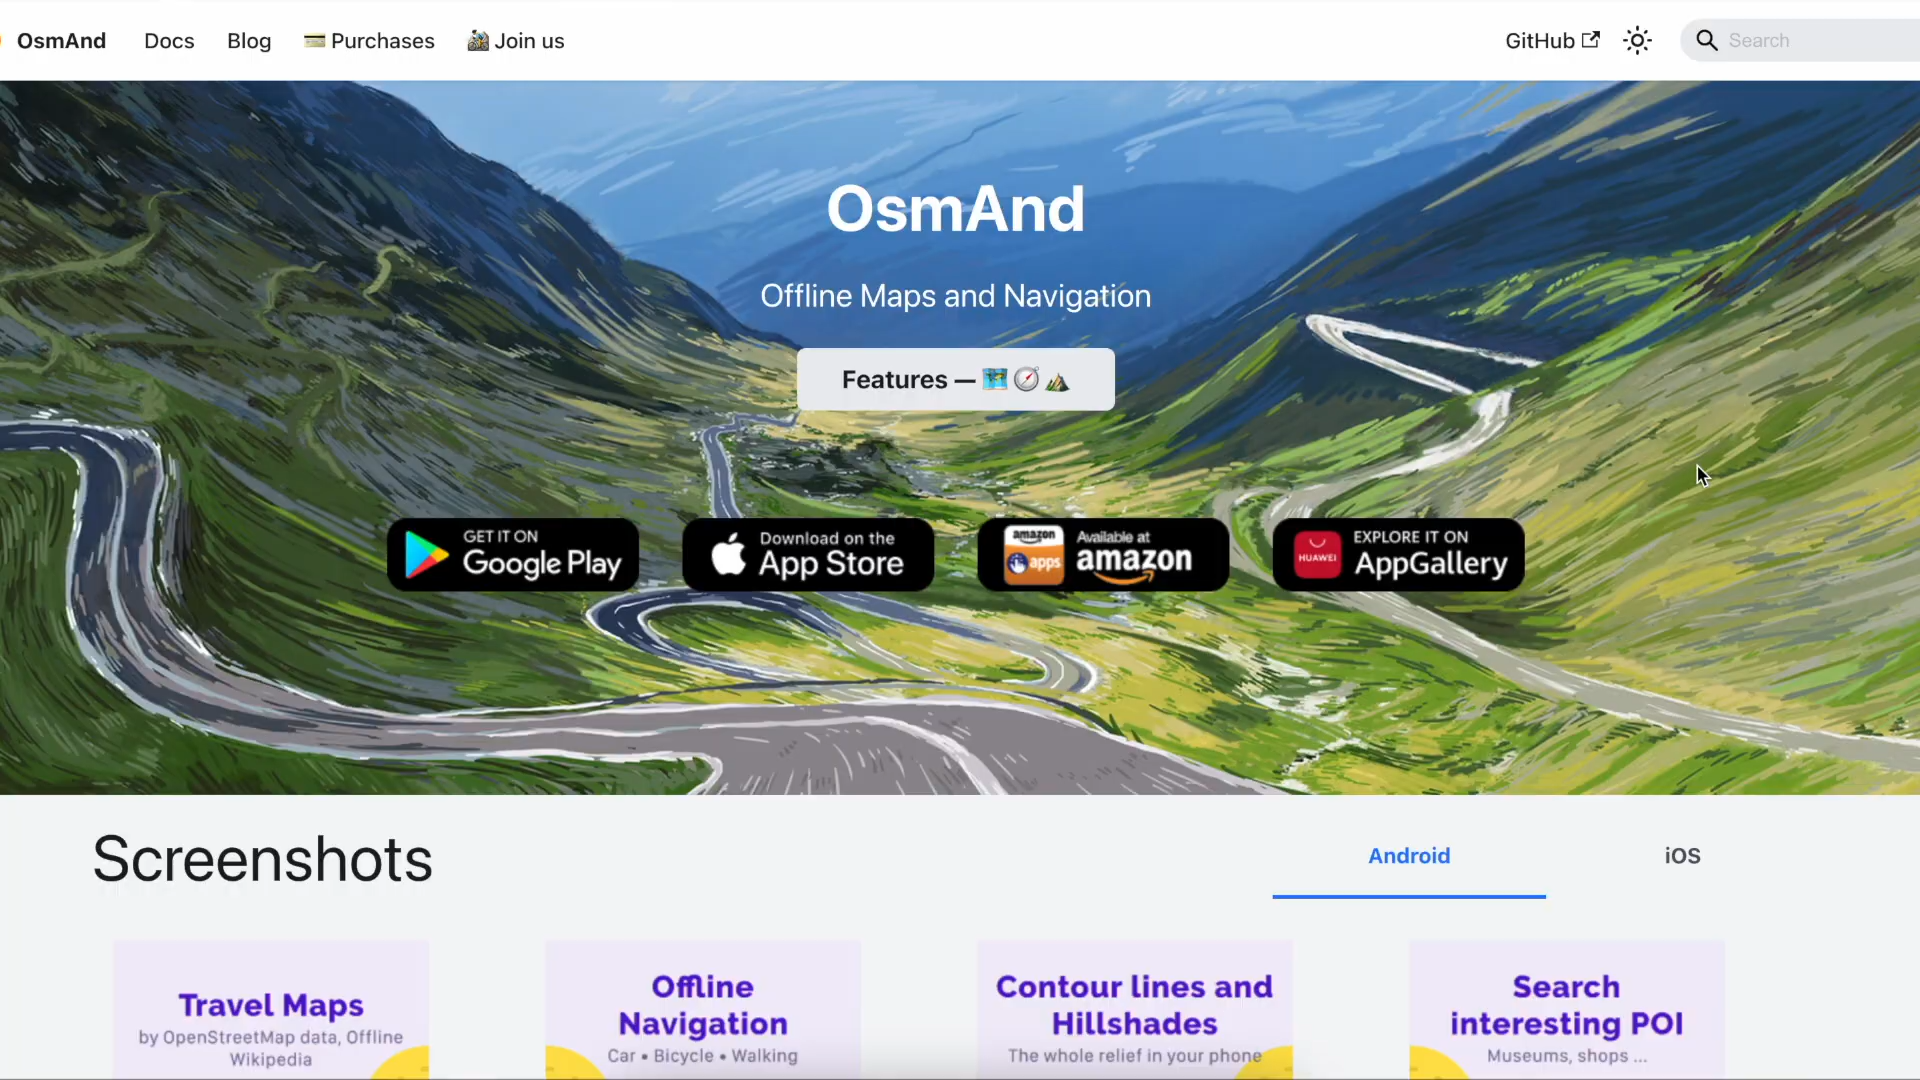 OsmAnd Docs Blog Purchases Join us GitHub Search
OsmAnd
Offline Maps and Navigation
Features —
GET IT ON
Google Play
Download on the
App Store
amazon
apps
Available at
amazon
HUAWEI
EXPLORE IT ON
AppGallery
Screenshots
Android iOS
Travel Maps
by OpenStreetMap data, Offline
Wikipedia
Offline
Navigation
Car • Bicycle • Walking
Contour lines and
Hillshades
The whole relief in your phone
Search
interesting POI
Museums, shops ...